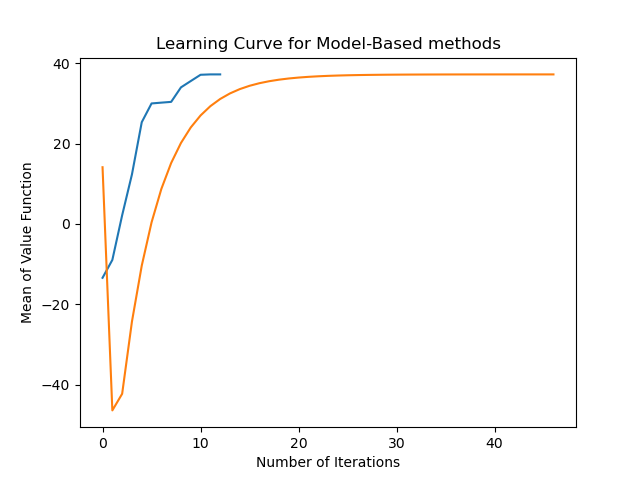 Learning Curve for Model-Based methods
40
20
0
−20
−40
Mean of Value Function
0 10 20 30 40
Number of Iterations